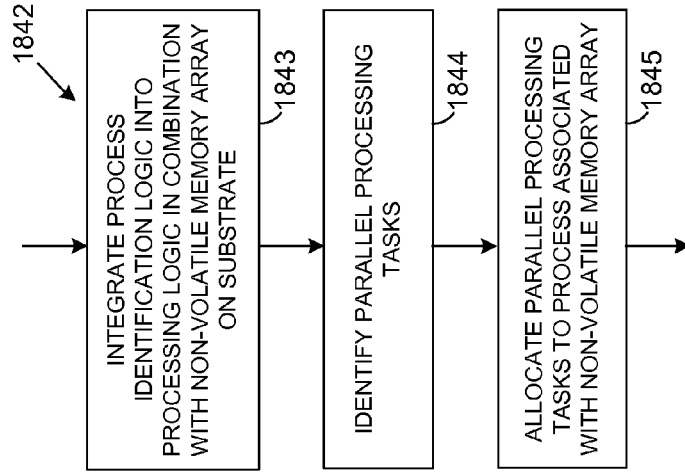 1842
INTEGRATE PROCESS
IDENTIFICATION LOGIC INTO
PROCESSING LOGIC IN COMBINATION
WITH NON-VOLATILE MEMORY ARRAY
ON SUBSTRATE
1843
IDENTIFY PARALLEL PROCESSING
TASKS
1844
ALLOCATE PARALLEL PROCESSING
TASKS TO PROCESS ASSOCIATED
WITH NON-VOLATILE MEMORY ARRAY
1845